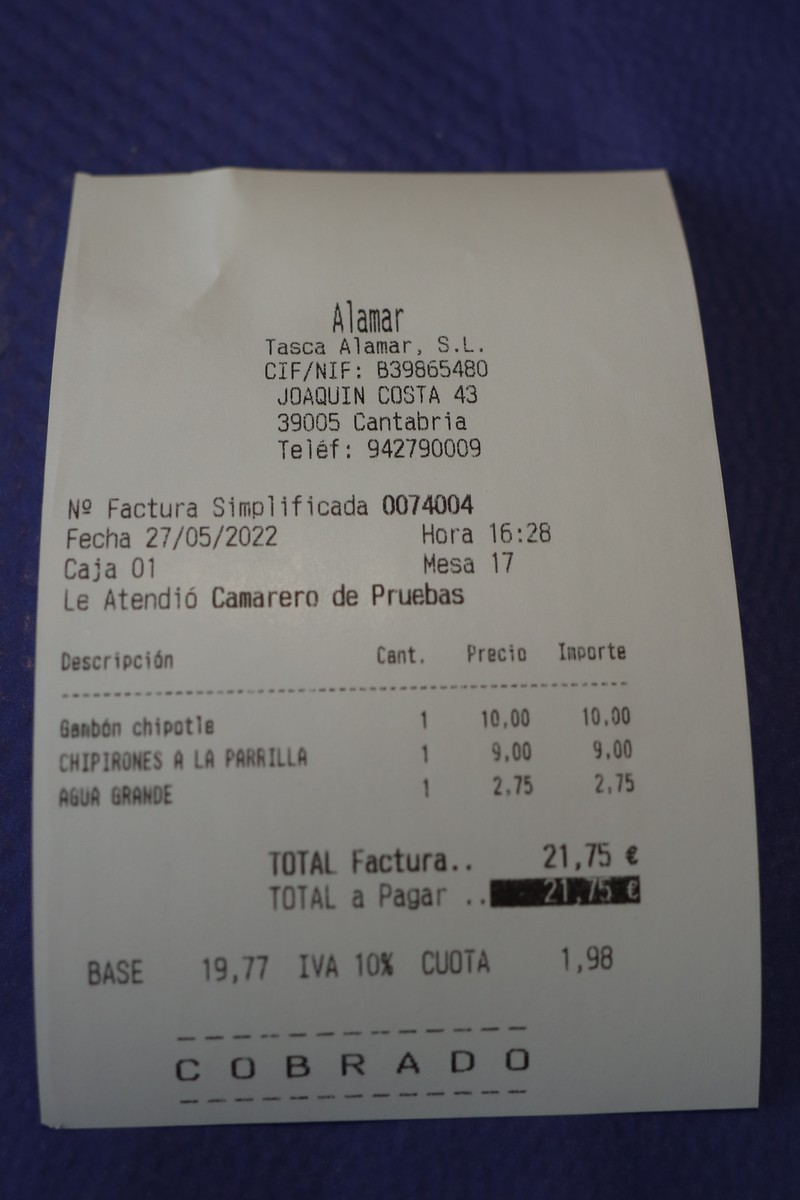 Alamar
Tasca Alamar, S.L.
CIF/NIF: B39865480
JOAQUIN COSTA 43
39005 Cantabria
Teléf: 942790009
Nº Factura Simplificada 0074004
Fecha 27/05/2022 Hora 16:28
Caja 01 Mesa 17
Le Atendió Camarero de Pruebas
Descripción Cant. Precio Importe
Gambón chipotle 1 10,00 10,00
CHIPIRONES A LA PARRILLA 1 9,00 9,00
AGUA GRANDE 1 2,75 2,75
TOTAL Factura.. 21,75 €
TOTAL a Pagar .. 21,75 €
BASE 19,77 IVA 10% CUOTA 1,98
COBRADO